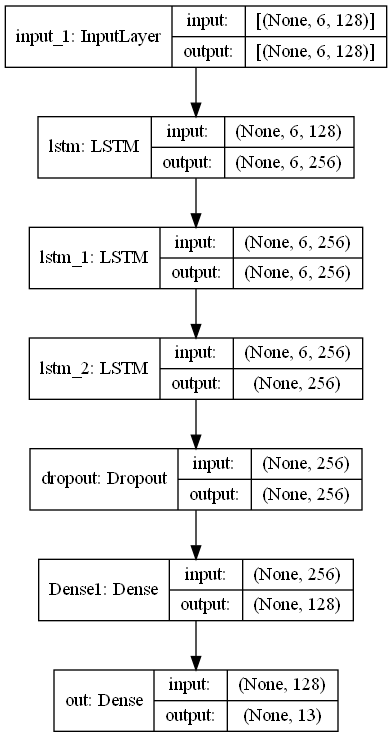 input_1: InputLayer
input: [(None, 6, 128)]
output: [(None, 6, 128)]
lstm: LSTM
input: (None, 6, 128)
output: (None, 6, 256)
lstm_1: LSTM
input: (None, 6, 256)
output: (None, 6, 256)
lstm_2: LSTM
input: (None, 6, 256)
output: (None, 256)
dropout: Dropout
input: (None, 256)
output: (None, 256)
Dense1: Dense
input: (None, 256)
output: (None, 128)
out: Dense
input: (None, 128)
output: (None, 13)